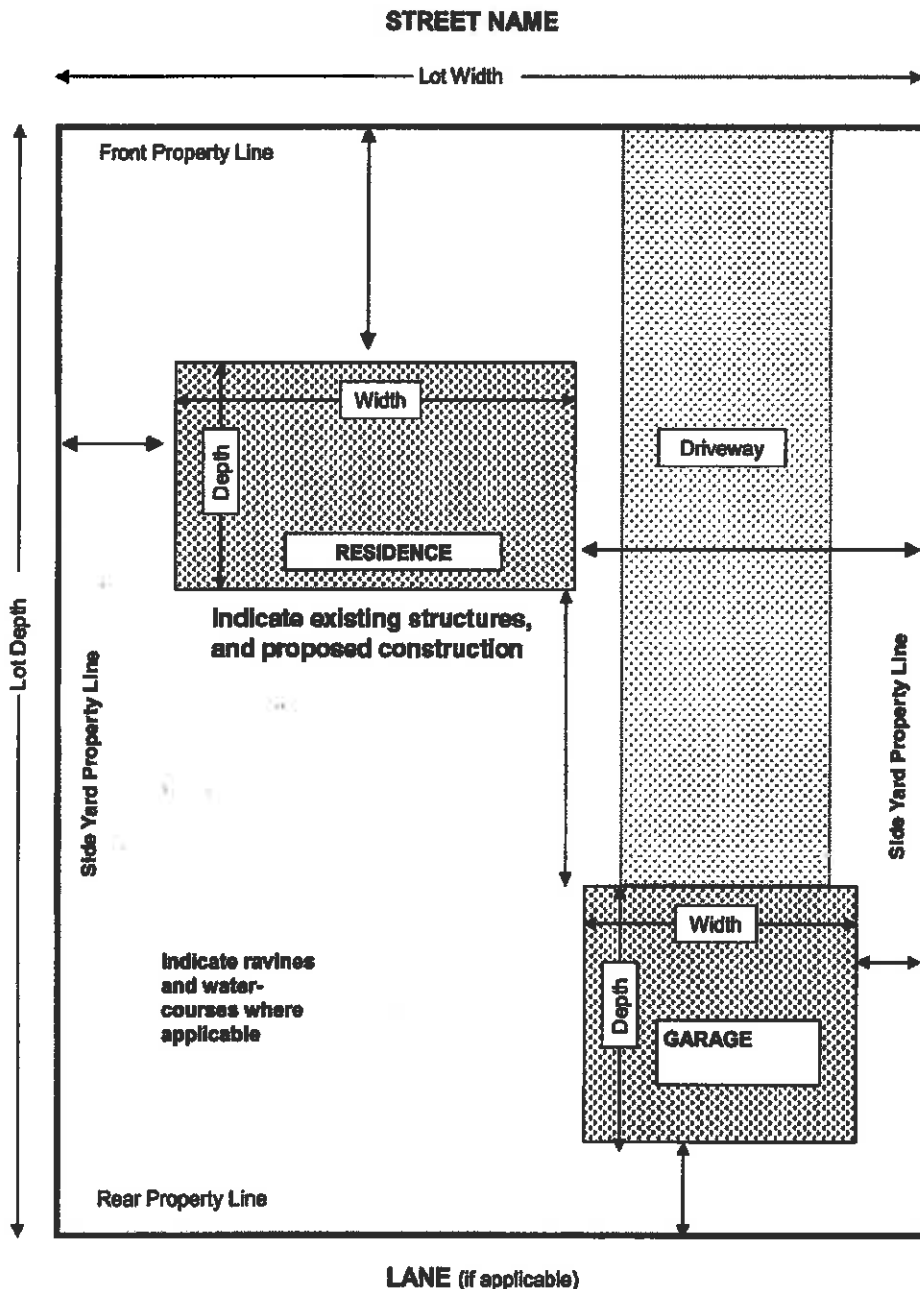 STREET NAME
Lot Width
Front Property Line
Width
Depth
Driveway
RESIDENCE
Indicate existing structures,
and proposed construction
Lot Depth
Side Yard Property Line
Side Yard Property Line
Width
Depth
Indicate ravines
and water-
courses where
applicable
GARAGE
Rear Property Line
LANE (if applicable)